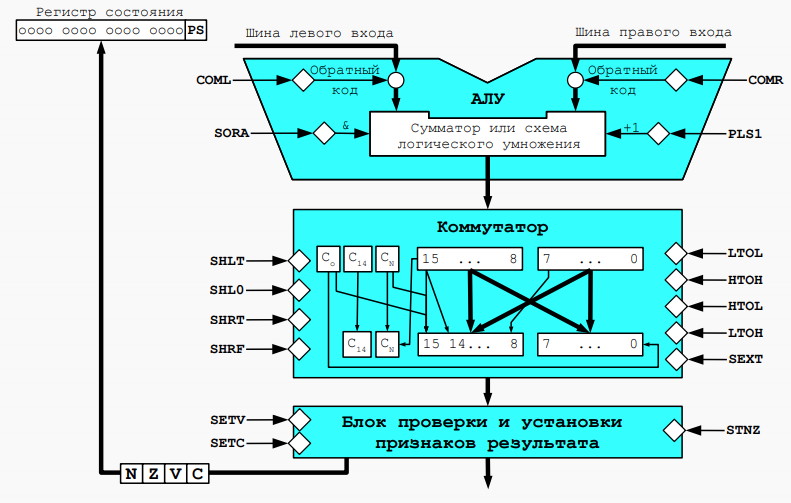 Регистр состояния
oooo oooo oooo oooo PS
Шина левого входа
Шина правого входа
COML
Обратный
код
АЛУ
Обратный
код
COMR
SORA
&
Сумматор или схема
логического умножения
+1
PLS1
Коммутатор
SHLT
C0 C14 CN
15 ... 8
7 ... 0
LTOL
SHL0
HTOH
SHRT
HTOL
SHRF
C14 CN
15 14... 8
7 ... 0
LTOH
SEXT
SETV
SETC
Блок проверки и установки
признаков результата
STNZ
N Z V C